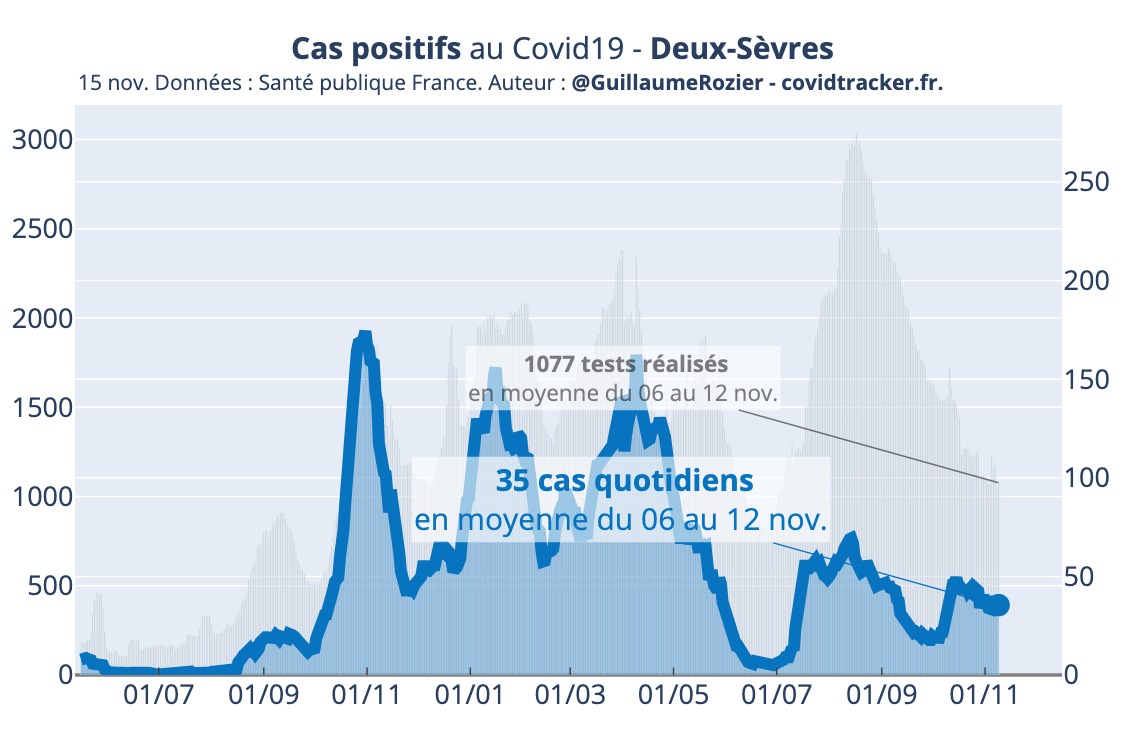 Cas positifs au Covid19 - Deux-Sèvres
15 nov. Données : Santé publique France. Auteur : @GuillaumeRozier - covidtracker.fr.
3000
2500
2000
1500
1000
500
0
250
200
150
100
50
0
1077 tests réalisés
en moyenne du 06 au 12 nov.
35 cas quotidiens
en moyenne du 06 au 12 nov.
01/07 01/09 01/11 01/01 01/03 01/05 01/07 01/09 01/11